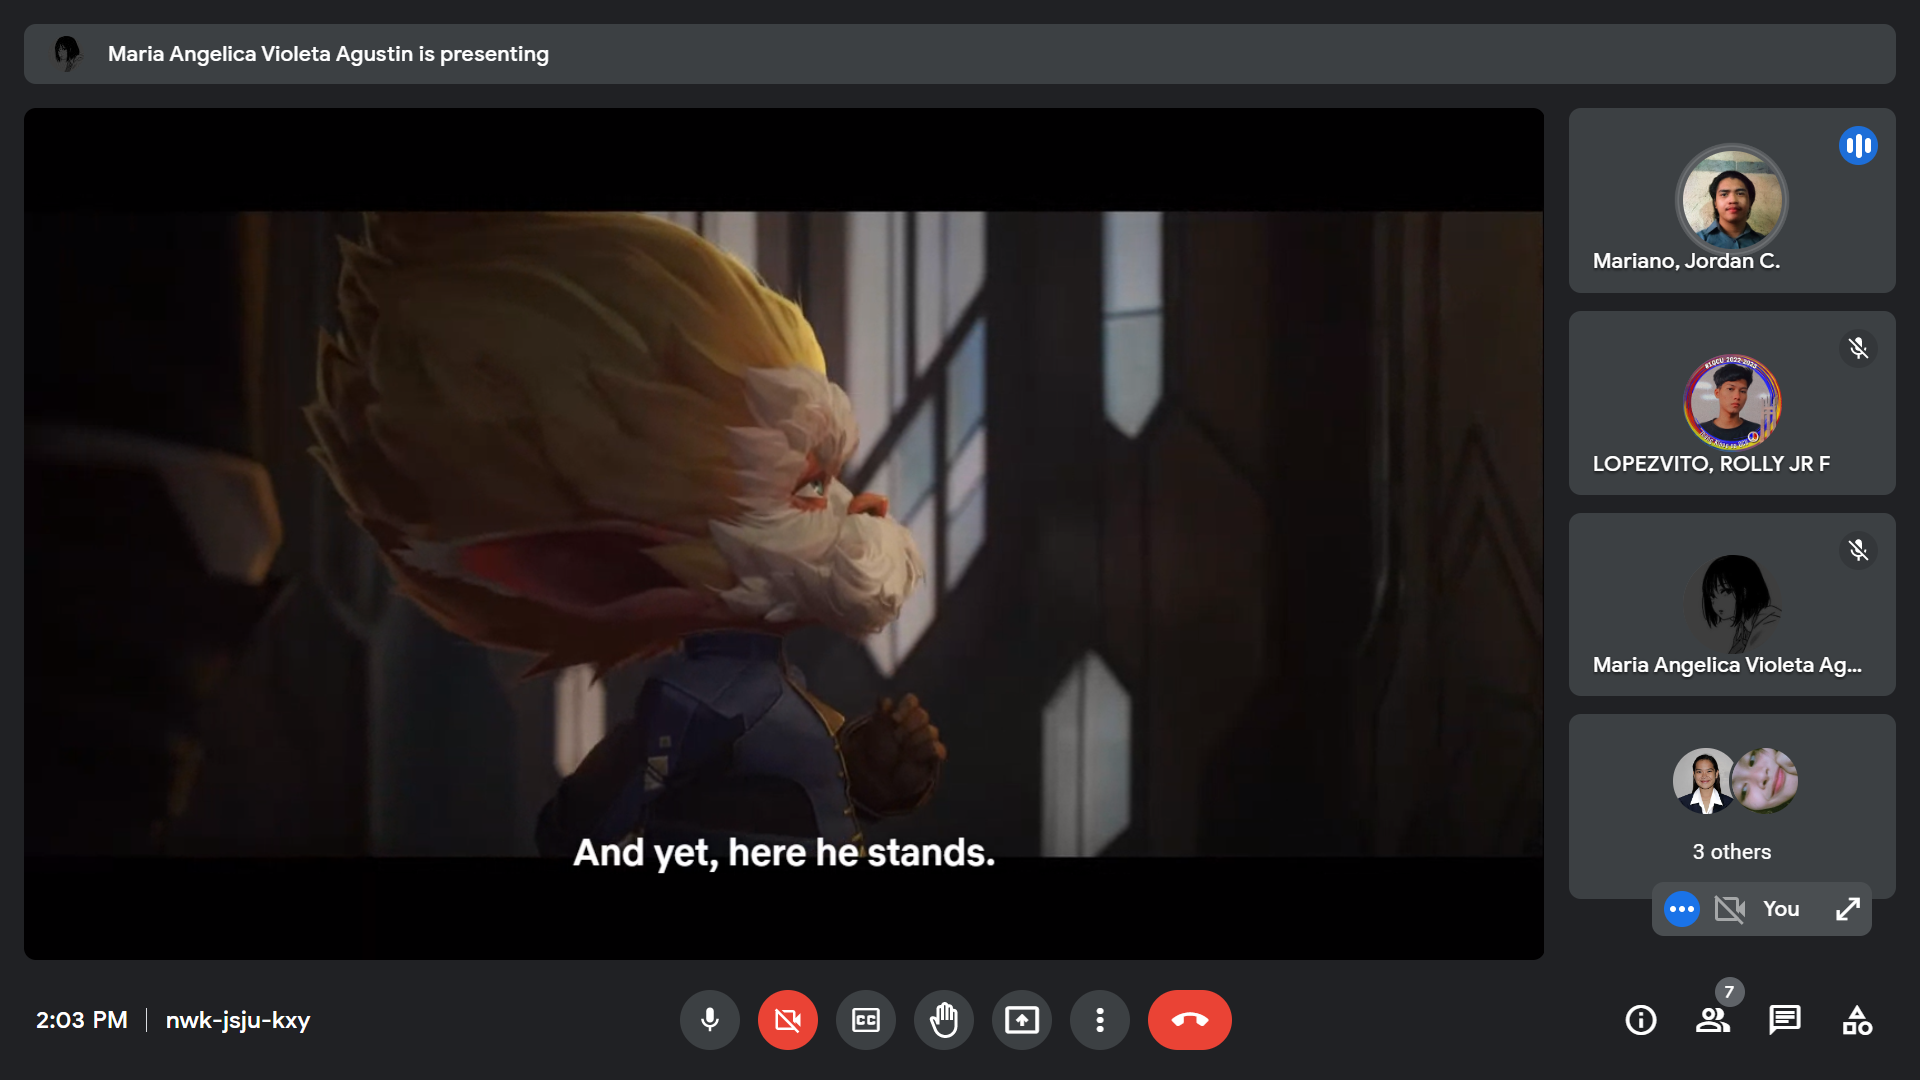 Maria Angelica Violeta Agustin is presenting
And yet, here he stands.
Mariano, Jordan C.
LOPEZVITO, ROLLY JR F
Maria Angelica Violeta Ag...
3 others
You
2:03 PM
nwk-jsju-kxy
CC
7